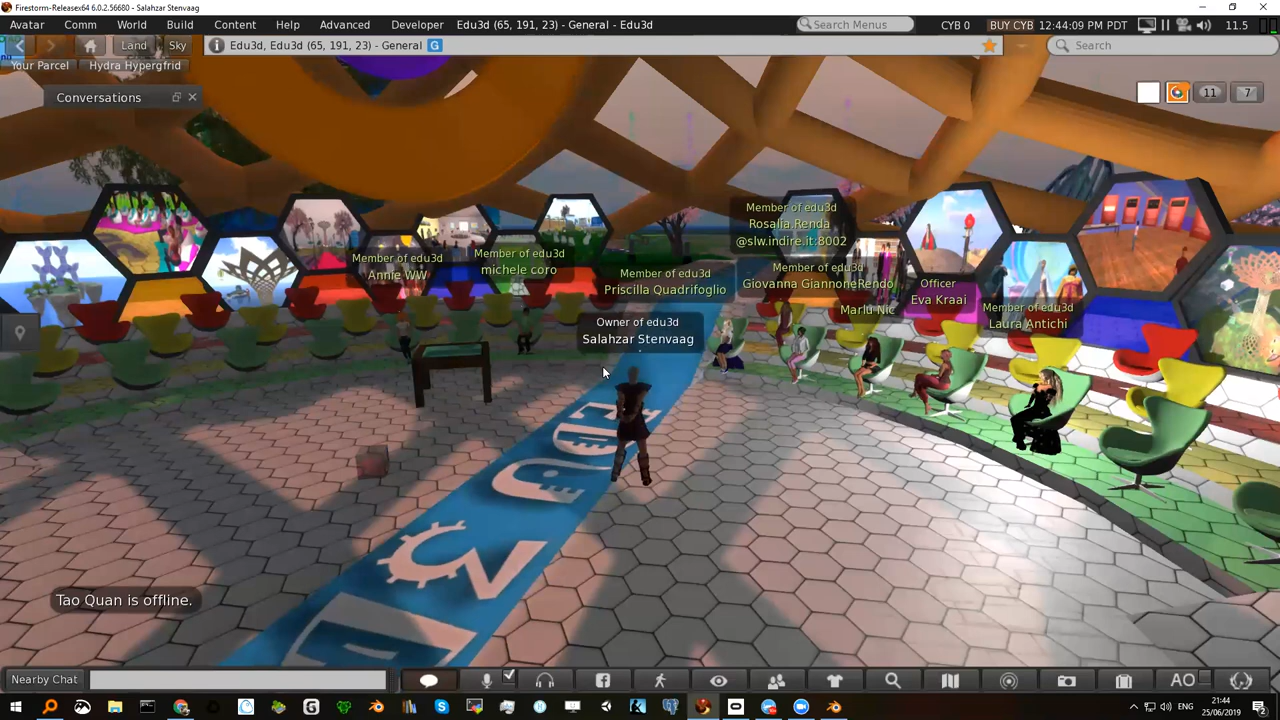 Firestorm-Releasex64 6.0.2.56680 - Salahzar Stenvaag
Avatar Comm World Build Content Help Advanced Developer Edu3d (65, 191, 23) - General - Edu3d Search Menus CYB 0 BUY CYB 12:44:09 PM PDT 11.5
Land Sky Edu3d, Edu3d (65, 191, 23) - General G Search
Your Parcel Hydra Hypergrid
Conversations
11 7
Member of edu3d
Rosalia.Renda
@slw.indire.it:8002
Member of edu3d
Annie WW
Member of edu3d
michele coro
Member of edu3d
Priscilla Quadrifoglio
Member of edu3d
Giovanna GiannoneRendo
Marlu Nic
Officer
Eva Kraai
Member of edu3d
Laura Antichi
Owner of edu3d
Salahzar Stenvaag
EDU3D
Tao Quan is offline.
Nearby Chat AO
21:44
ENG
25/06/2019
2